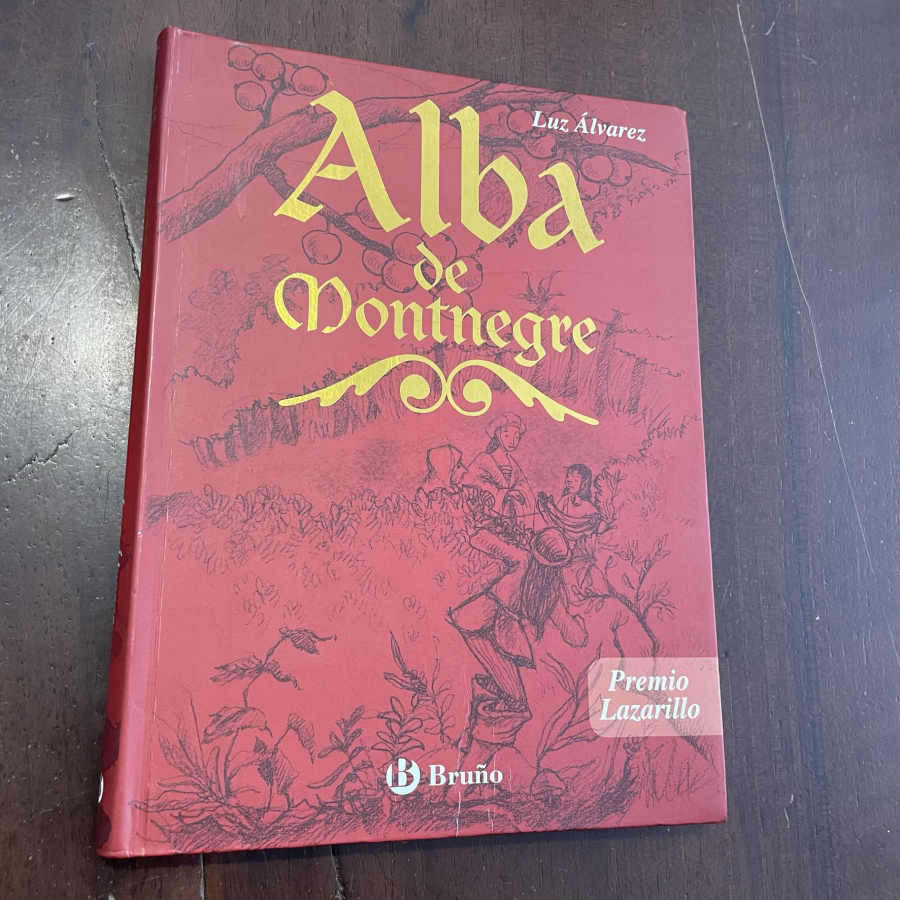 Luz Álvarez
Alba
de
Montnegre
Premio
Lazarillo
B Bruño